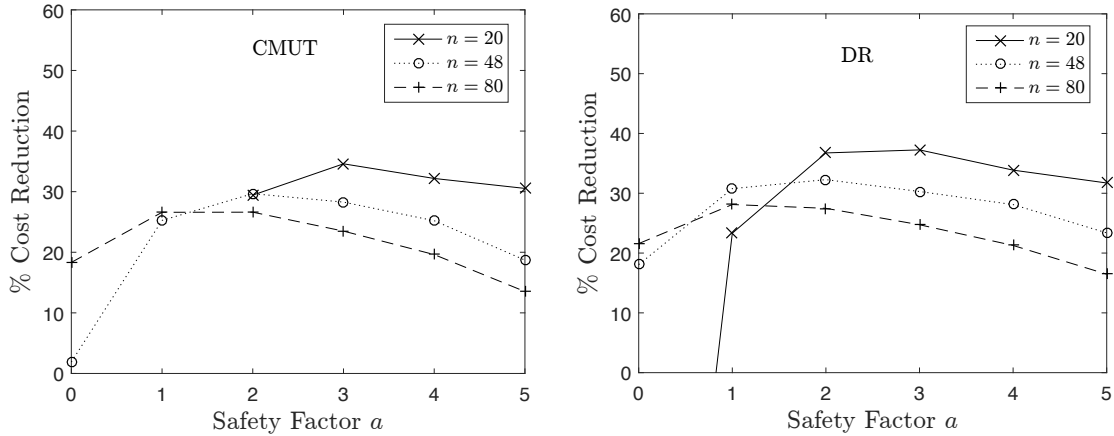 CMUT
n = 20
n = 48
n = 80
60
50
40
30
20
10
0
% Cost Reduction
0 1 2 3 4 5
Safety Factor a
DR
n = 20
n = 48
n = 80
60
50
40
30
20
10
0
% Cost Reduction
0 1 2 3 4 5
Safety Factor a